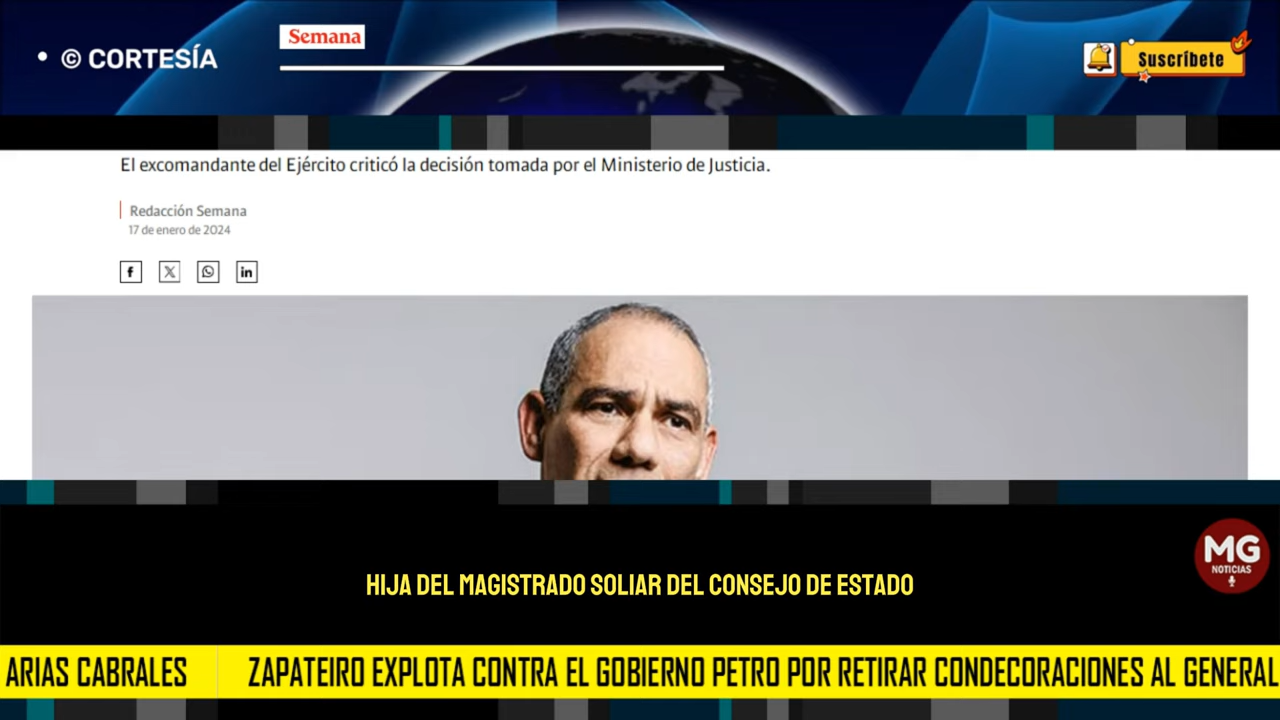 • © CORTESÍA
Semana
Suscríbete
El excomandante del Ejército criticó la decisión tomada por el Ministerio de Justicia.
Redacción Semana
17 de enero de 2024
MG
NOTICIAS
HIJA DEL MAGISTRADO SOLIAR DEL CONSEJO DE ESTADO
ARIAS CABRALES ZAPATEIRO EXPLOTA CONTRA EL GOBIERNO PETRO POR RETIRAR CONDECORACIONES AL GENERAL